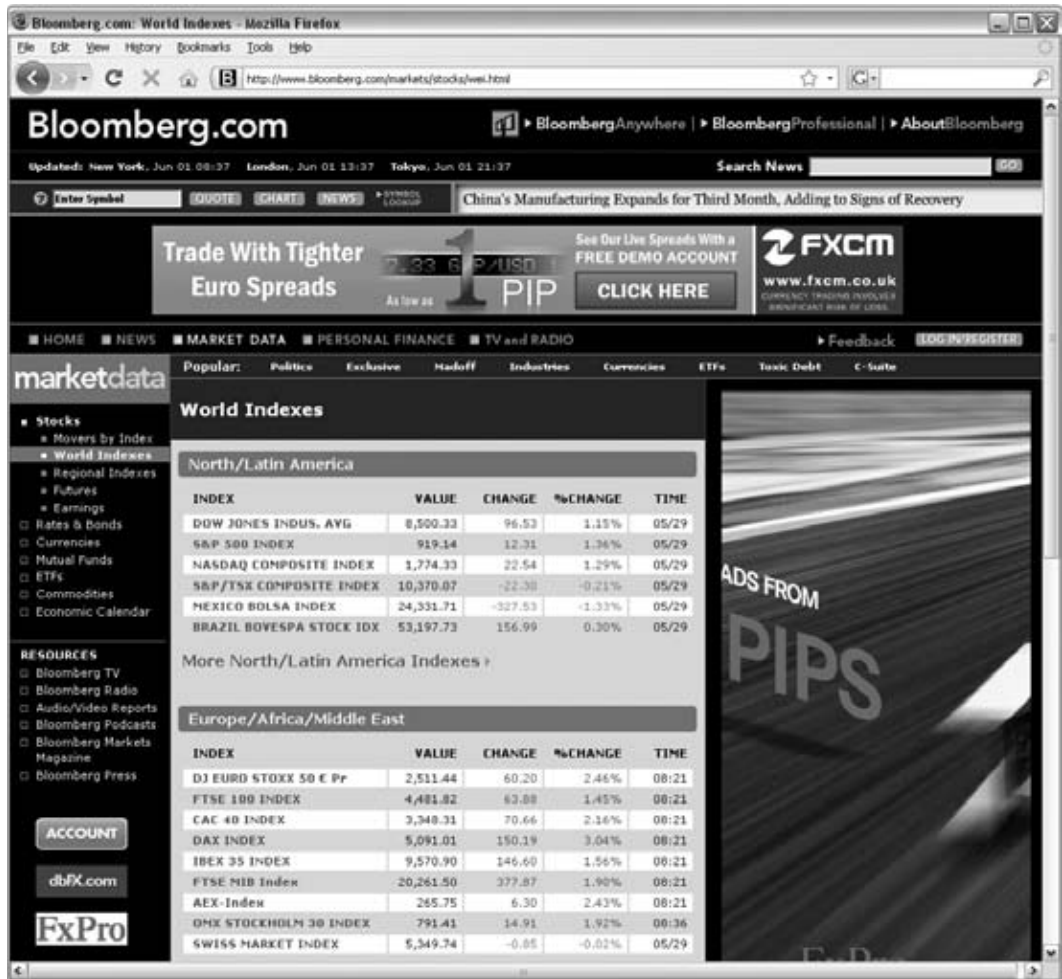 Bloomberg.com: World Indexes - Mozilla Firefox
File Edit View History Bookmarks Tools Help
http://www.bloomberg.com/markets/stocks/wei.html
Bloomberg.com
BloombergAnywhere | BloombergProfessional | AboutBloomberg
Updated: New York, Jun 01 08:37 London, Jun 01 13:37 Tokyo, Jun 01 21:37 Search News GO
Enter Symbol QUOTE CHART NEWS SYMBOL LOOKUP China's Manufacturing Expands for Third Month, Adding to Signs of Recovery
Trade With Tighter
Euro Spreads
As low as 1 PIP
See Our Live Spreads With a
FREE DEMO ACCOUNT
CLICK HERE
FXCM
www.fxcm.co.uk
CURRENCY TRADING INVOLVES
SIGNIFICANT RISK OF LOSS.
HOME NEWS MARKET DATA PERSONAL FINANCE TV and RADIO Feedback LOG IN/REGISTER
marketdata
Popular: Politics Exclusive Madoff Industries Currencies ETFs Toxic Debt C-Suite
Stocks
Movers by Index
World Indexes
Regional Indexes
Futures
Earnings
Rates & Bonds
Currencies
Mutual Funds
ETFs
Commodities
Economic Calendar
RESOURCES
Bloomberg TV
Bloomberg Radio
Audio/Video Reports
Bloomberg Podcasts
Bloomberg Markets
Magazine
Bloomberg Press
ACCOUNT
dbFX.com
FxPro
World Indexes
North/Latin America
INDEX VALUE CHANGE %CHANGE TIME
DOW JONES INDUS. AVG 8,500.33 96.53 1.15% 05/29
S&P 500 INDEX 919.14 12.31 1.36% 05/29
NASDAQ COMPOSITE INDEX 1,774.33 22.54 1.29% 05/29
S&P/TSX COMPOSITE INDEX 10,370.07 -22.30 -0.21% 05/29
MEXICO BOLSA INDEX 24,331.71 -327.53 -1.33% 05/29
BRAZIL BOVESPA STOCK IDX 53,197.73 156.99 0.30% 05/29
More North/Latin America Indexes
Europe/Africa/Middle East
INDEX VALUE CHANGE %CHANGE TIME
DJ EURO STOXX 50 € Pr 2,511.44 60.20 2.46% 08:21
FTSE 100 INDEX 4,481.82 63.88 1.45% 08:21
CAC 40 INDEX 3,348.31 70.66 2.16% 08:21
DAX INDEX 5,091.01 150.19 3.04% 08:21
IBEX 35 INDEX 9,570.90 146.60 1.56% 08:21
FTSE MIB Index 20,261.50 377.87 1.90% 08:21
AEX-Index 265.75 6.30 2.43% 08:21
OMX STOCKHOLM 30 INDEX 791.41 14.91 1.92% 08:36
SWISS MARKET INDEX 5,349.74 -0.85 -0.02% 05/29
ADS FROM
PIPS
FxPro